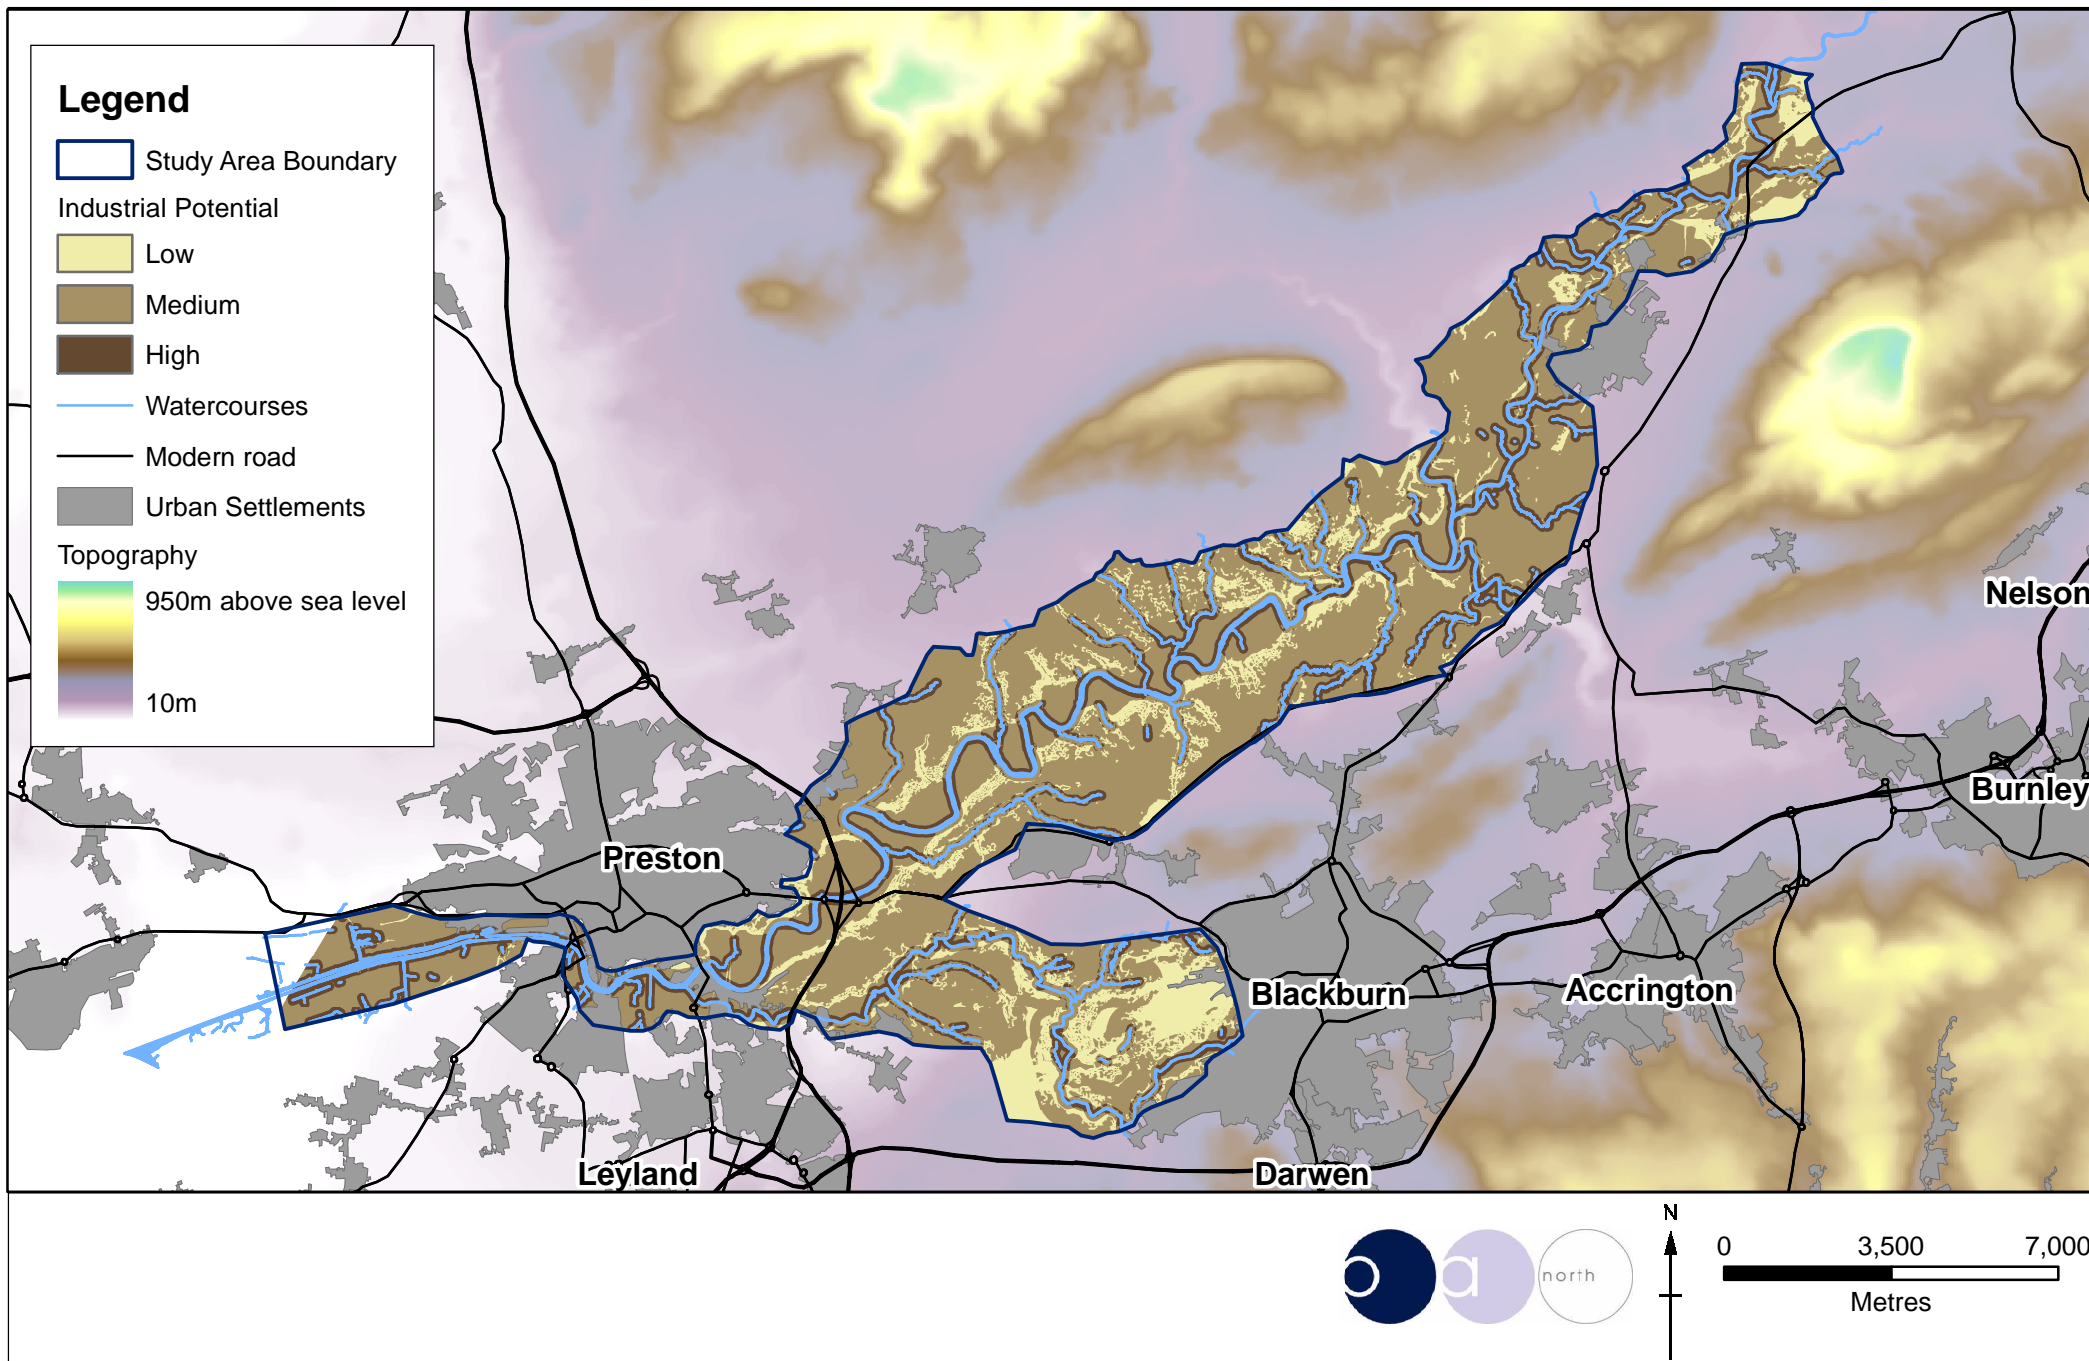 Legend
Study Area Boundary
Industrial Potential
Low
Medium
High
Watercourses
Modern road
Urban Settlements
Topography
950m above sea level
10m
Nelson
Burnley
Preston
Blackburn
Accrington
Leyland
Darwen
o a north
N
0 3,500 7,000
Metres